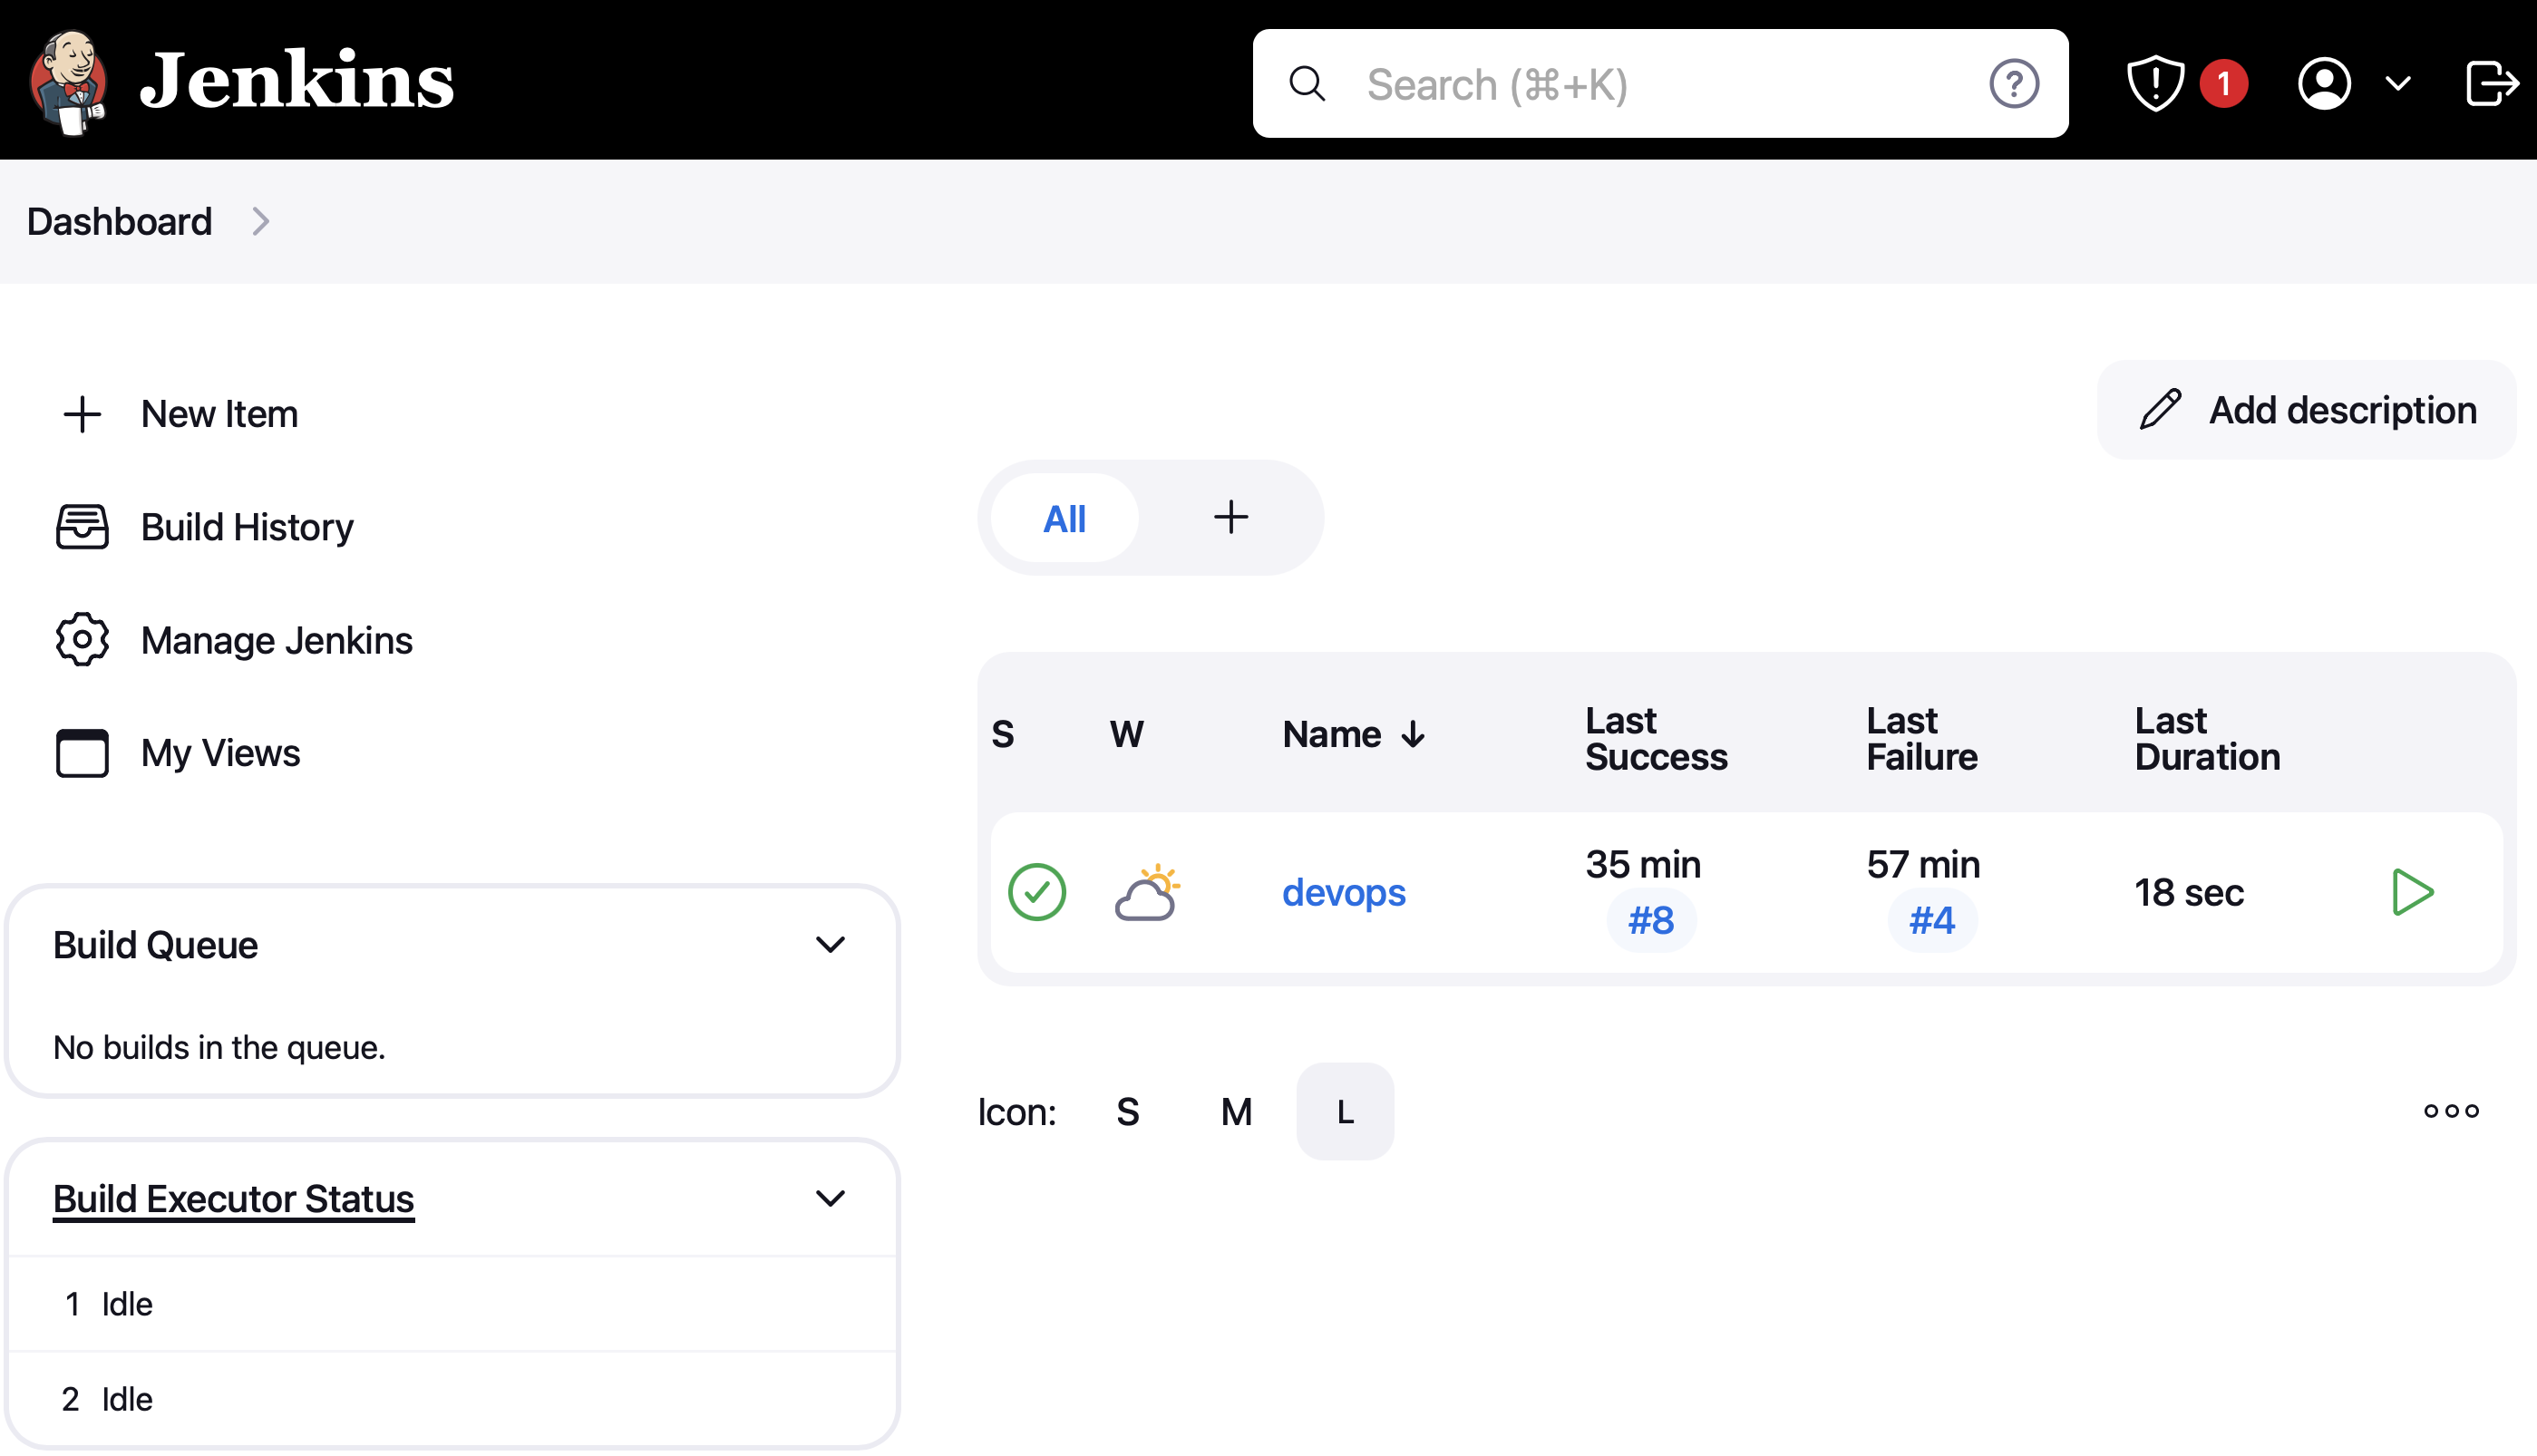 Jenkins
Search (⌘+K)
1
Dashboard
New Item
Build History
Manage Jenkins
My Views
Build Queue
No builds in the queue.
Build Executor Status
1 Idle
2 Idle
Add description
All
S W Name ↓ Last Success Last Failure Last Duration
devops 35 min #8 57 min #4 18 sec
Icon: S M L